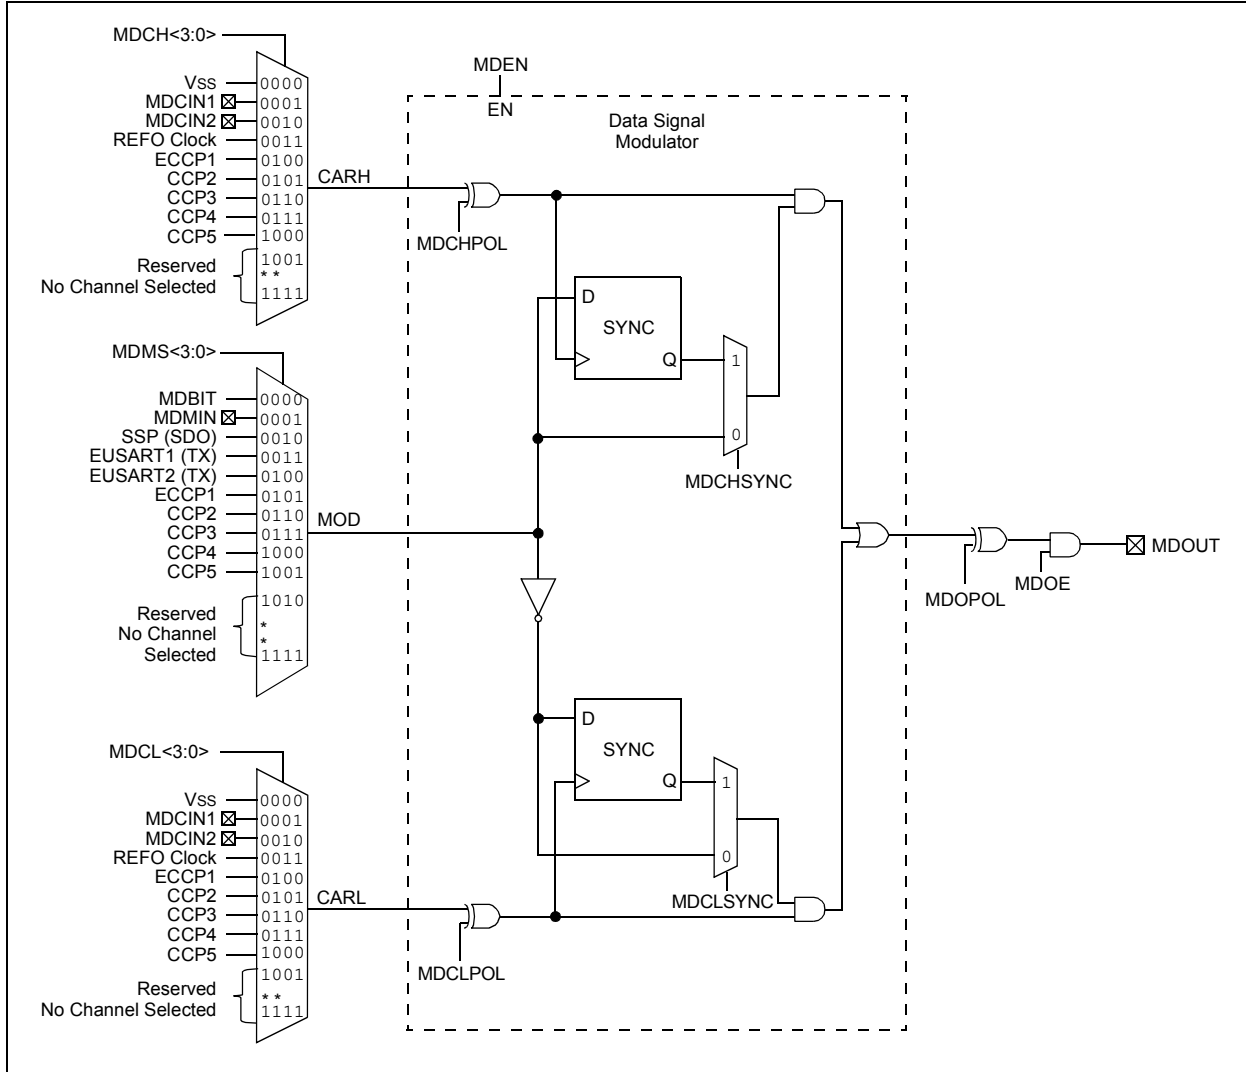 MDCH<3:0>
VSS 0000
MDCIN1 0001
MDCIN2 0010
REFO Clock 0011
ECCP1 0100
CCP2 0101
CCP3 0110
CCP4 0111
CCP5 1000
1001
* *
1111
Reserved
No Channel Selected
CARH
MDEN
EN
Data Signal
Modulator
MDCHPOL
D
SYNC
Q
1
0
MDCHSYNC
MDMS<3:0>
MDBIT 0000
MDMIN 0001
SSP (SDO) 0010
EUSART1 (TX) 0011
EUSART2 (TX) 0100
ECCP1 0101
CCP2 0110
CCP3 0111
CCP4 1000
CCP5 1001
1010
*
*
1111
Reserved
No Channel
Selected
MOD
MDOPOL
MDOE
MDOUT
D
SYNC
Q
1
0
MDCLSYNC
MDCL<3:0>
VSS 0000
MDCIN1 0001
MDCIN2 0010
REFO Clock 0011
ECCP1 0100
CCP2 0101
CCP3 0110
CCP4 0111
CCP5 1000
1001
* *
1111
Reserved
No Channel Selected
CARL
MDCLPOL